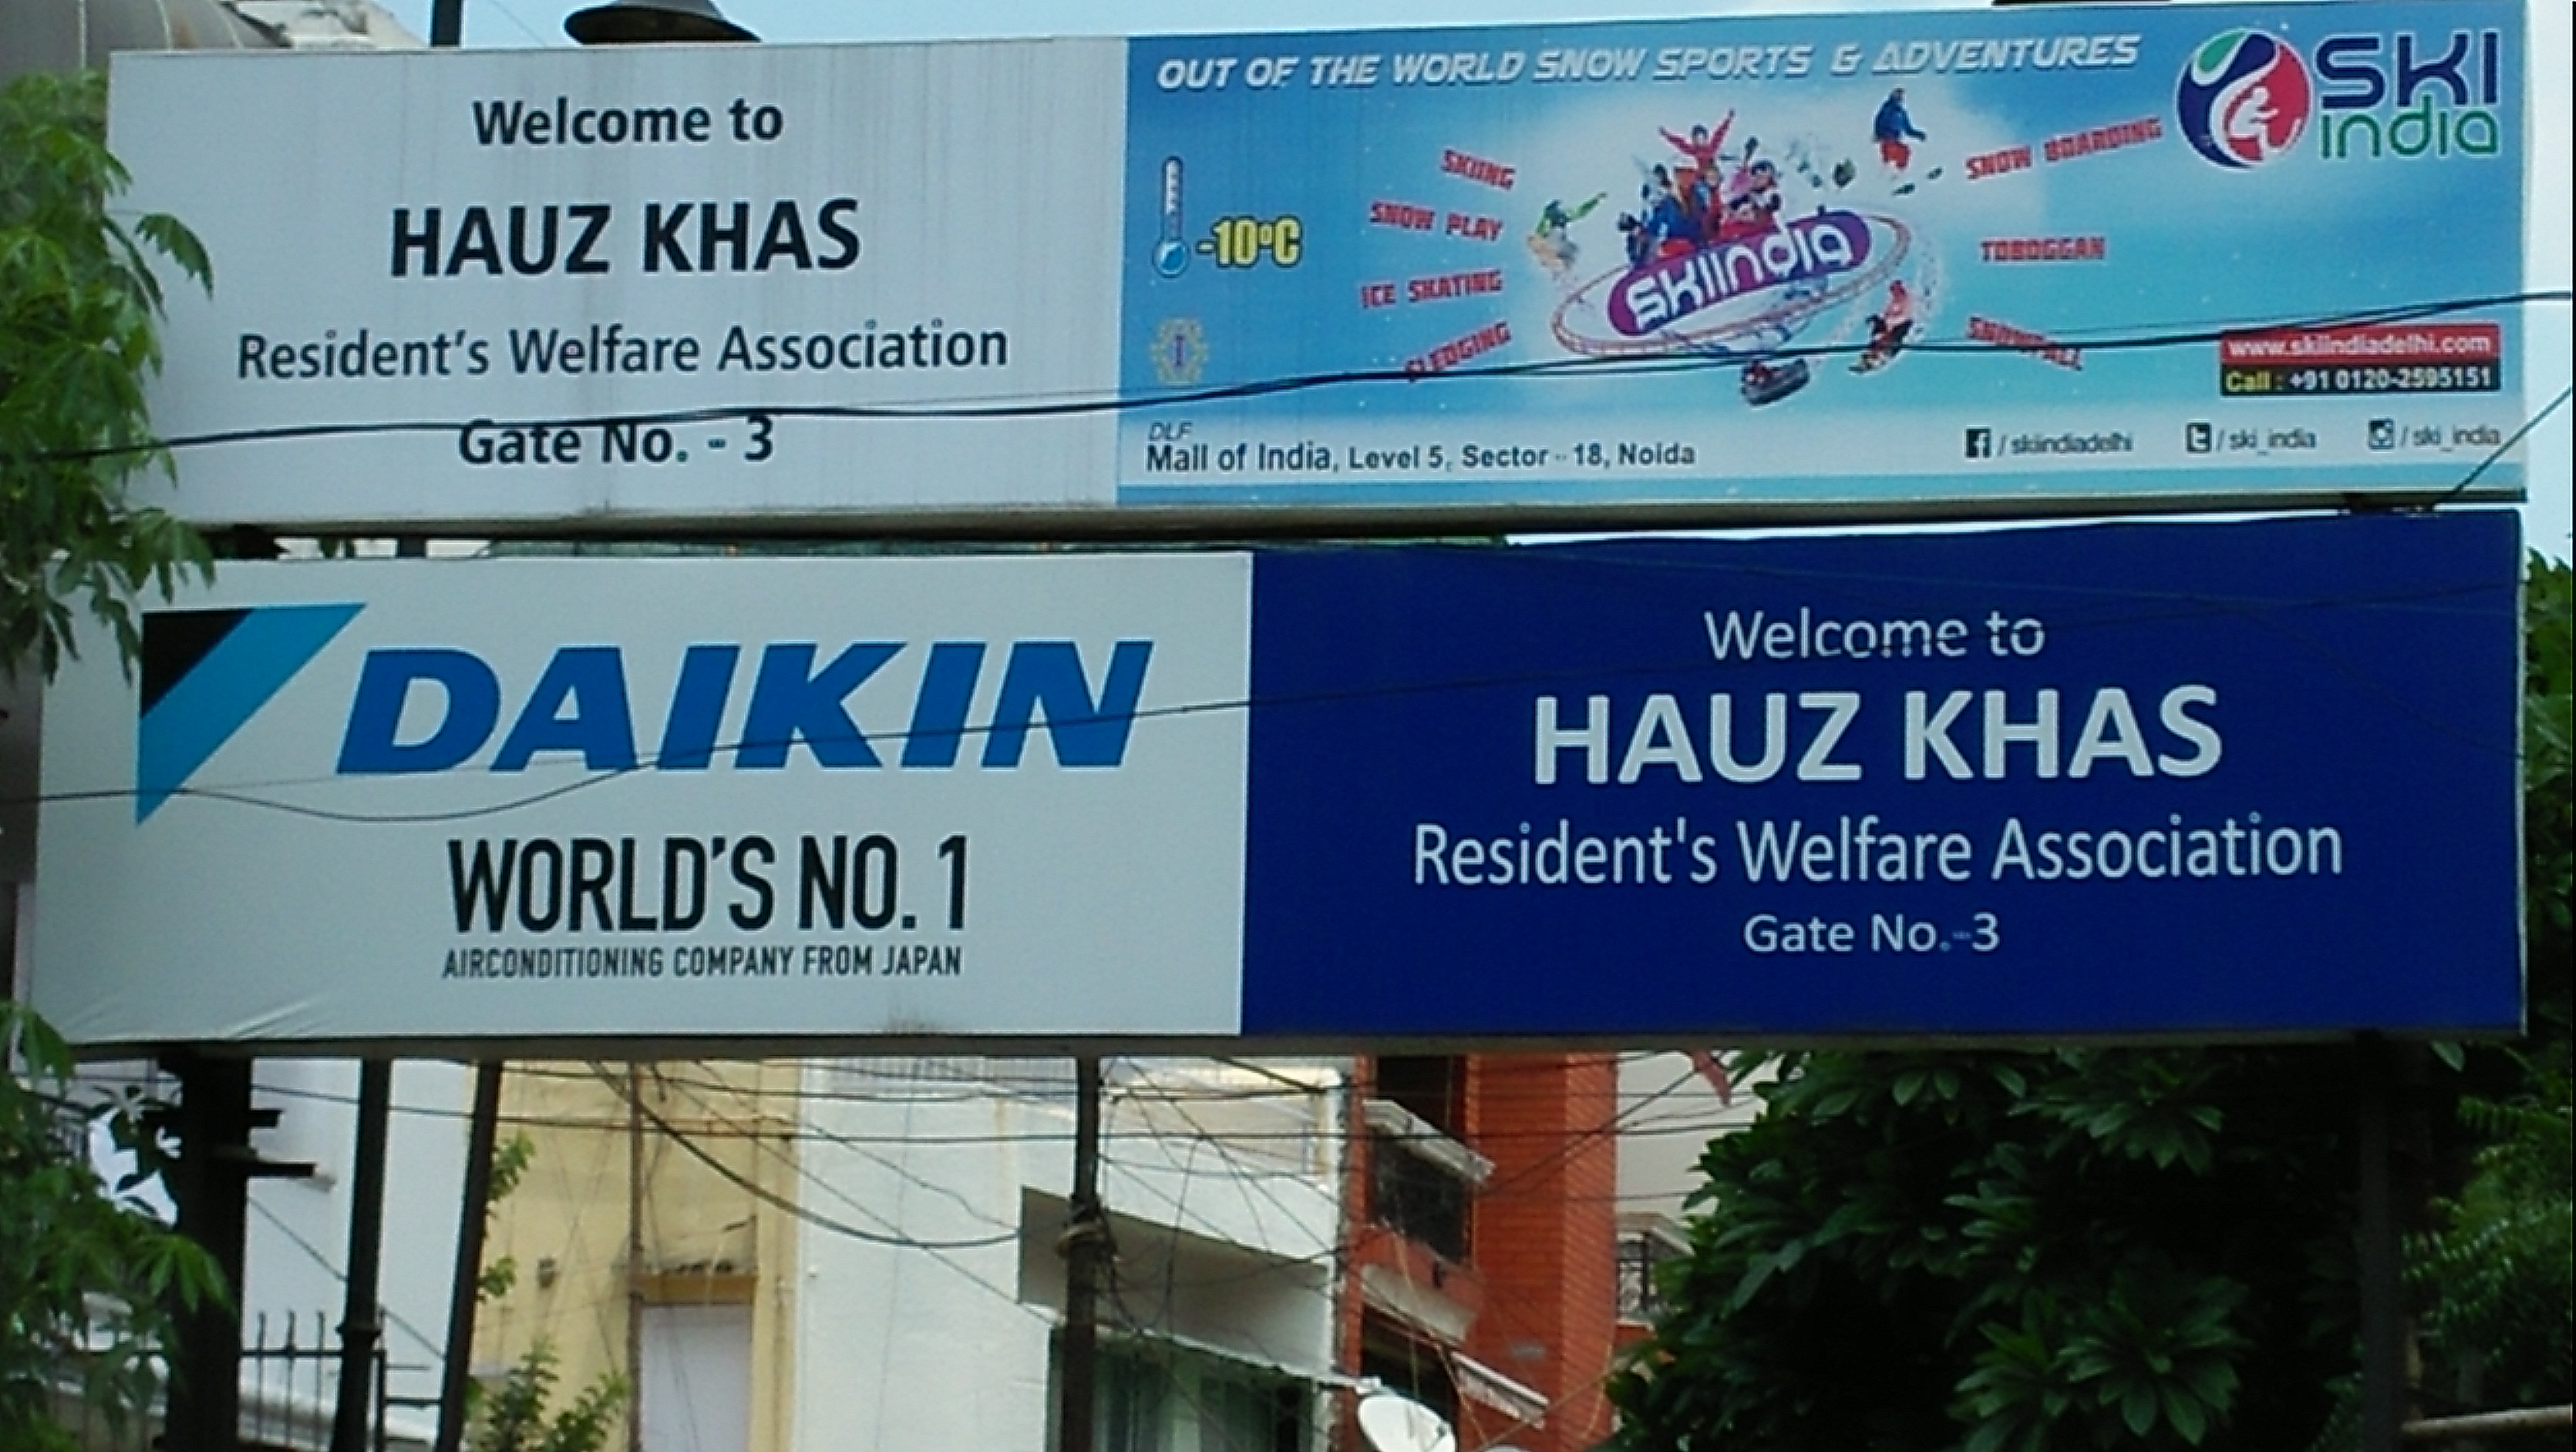 Welcome to
HAUZ KHAS
Resident's Welfare Association
Gate No. - 3
OUT OF THE WORLD SNOW SPORTS & ADVENTURES
SKI
india
-10°C
SKIING
SNOW PLAY
ICE SKATING
SLEDGING
skiindia
SNOW BOARDING
TOBOGGAN
SNOWFALL
www.skiindiadelhi.com
Call : +91 0120-2595151
DLF
Mall of India, Level 5, Sector - 18, Noida
/ skiindiadelhi
/ ski_india
/ ski_india
DAIKIN
WORLD'S NO. 1
AIRCONDITIONING COMPANY FROM JAPAN
Welcome to
HAUZ KHAS
Resident's Welfare Association
Gate No.-3